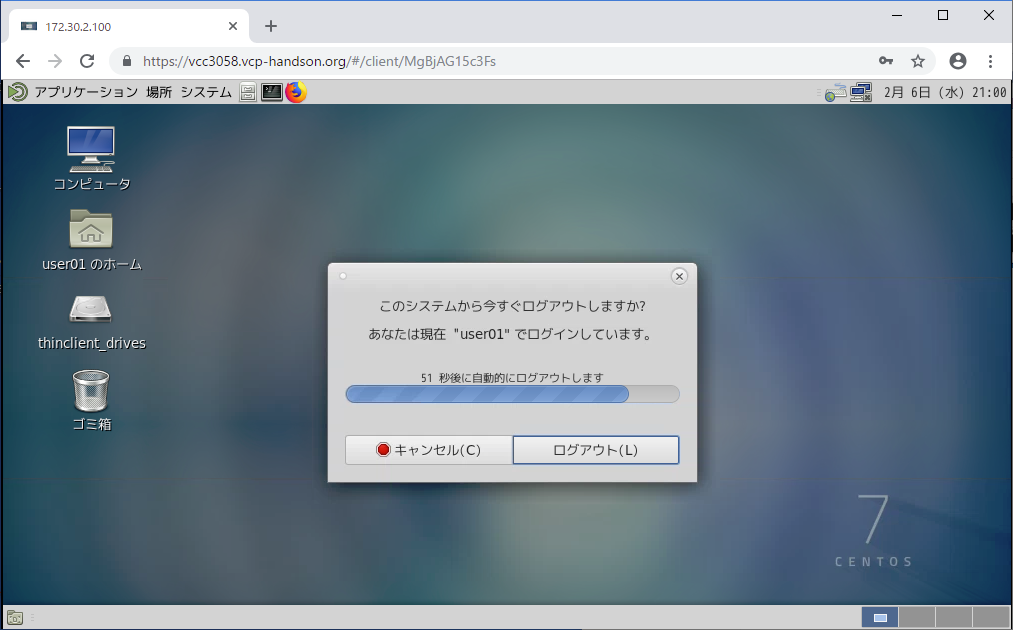 172.30.2.100
https://vcc3058.vcp-handson.org/#/client/MgBjAG15c3Fs
アプリケーション 場所 システム 2月 6日 (水) 21:00
コンピュータ
user01 のホーム
thinclient_drives
ゴミ箱
このシステムから今すぐログアウトしますか?
あなたは現在 "user01" でログインしています。
51 秒後に自動的にログアウトします
キャンセル(C) ログアウト(L)
7
CENTOS